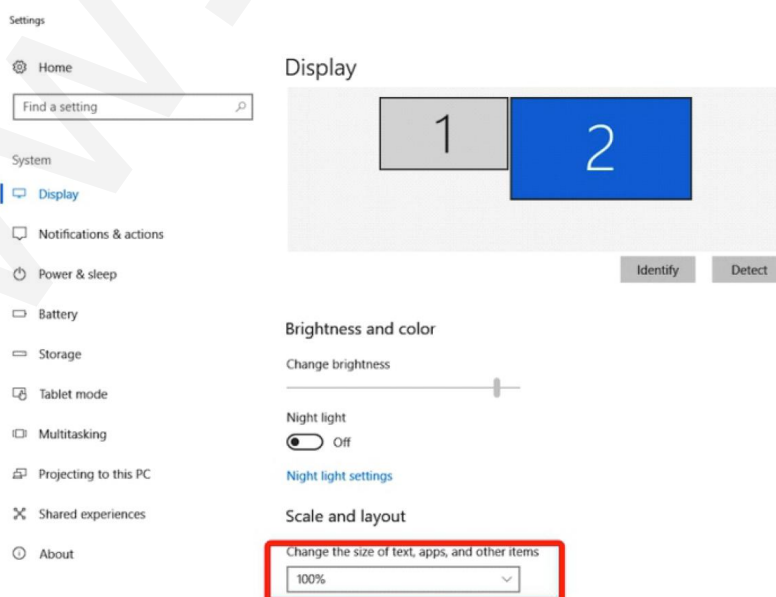 Settings
Home
Find a setting
System
Display
Notifications & actions
Power & sleep
Battery
Storage
Tablet mode
Multitasking
Projecting to this PC
Shared experiences
About
Display
1
2
Identify
Detect
Brightness and color
Change brightness
Night light
Off
Night light settings
Scale and layout
Change the size of text, apps, and other items
100%